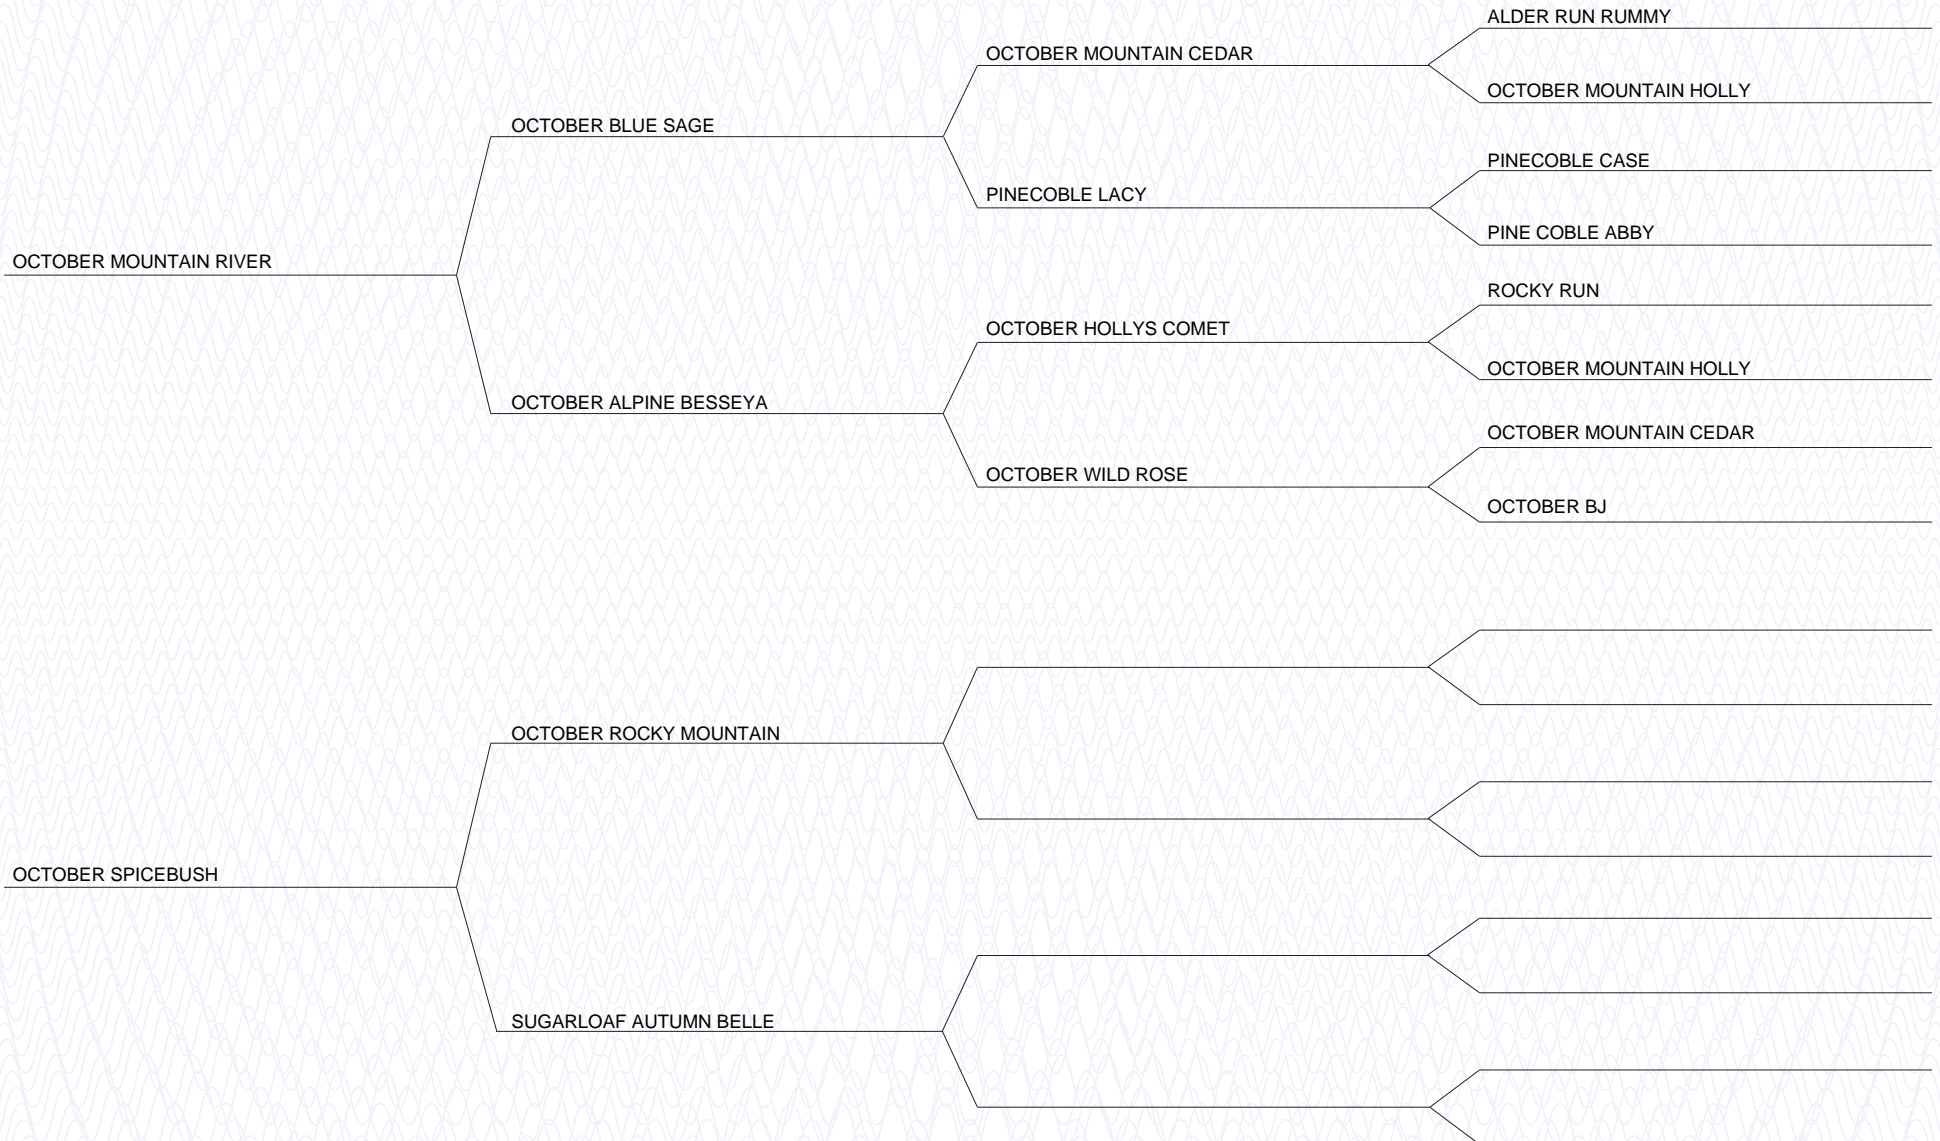 ALDER RUN RUMMY
OCTOBER MOUNTAIN CEDAR
OCTOBER MOUNTAIN HOLLY
OCTOBER BLUE SAGE
PINECOBLE CASE
PINECOBLE LACY
PINE COBLE ABBY
OCTOBER MOUNTAIN RIVER
ROCKY RUN
OCTOBER HOLLYS COMET
OCTOBER MOUNTAIN HOLLY
OCTOBER ALPINE BESSEYA
OCTOBER MOUNTAIN CEDAR
OCTOBER WILD ROSE
OCTOBER BJ
OCTOBER ROCKY MOUNTAIN
OCTOBER SPICEBUSH
SUGARLOAF AUTUMN BELLE